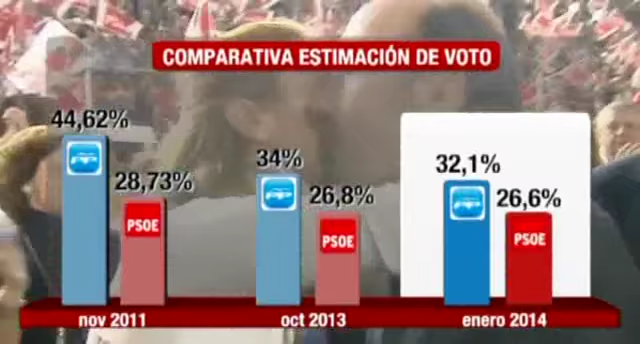 COMPARATIVA ESTIMACIÓN DE VOTO
44,62%
28,73%
PSOE
34%
26,8%
PSOE
32,1%
26,6%
PSOE
nov 2011
oct 2013
enero 2014